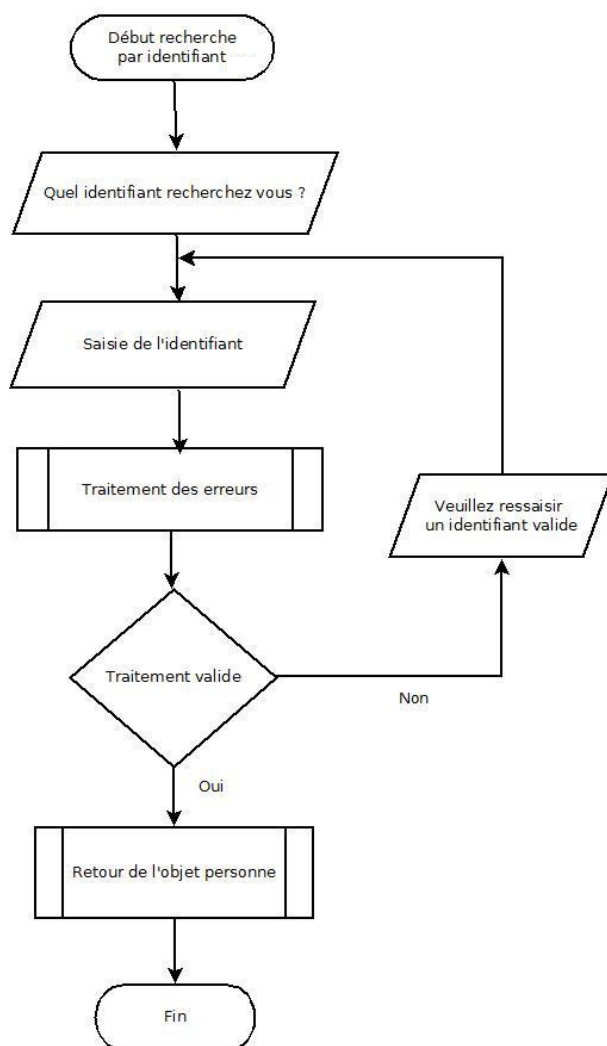 Début recherche
par identifiant
Quel identifiant recherchez vous ?
Saisie de l'identifiant
Traitement des erreurs
Veuillez ressaisir
un identifiant valide
Traitement valide
Non
Oui
Retour de l'objet personne
Fin